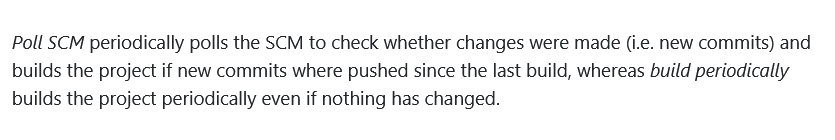 Poll SCM periodically polls the SCM to check whether changes were made (i.e. new commits) and
builds the project if new commits where pushed since the last build, whereas build periodically
builds the project periodically even if nothing has changed.